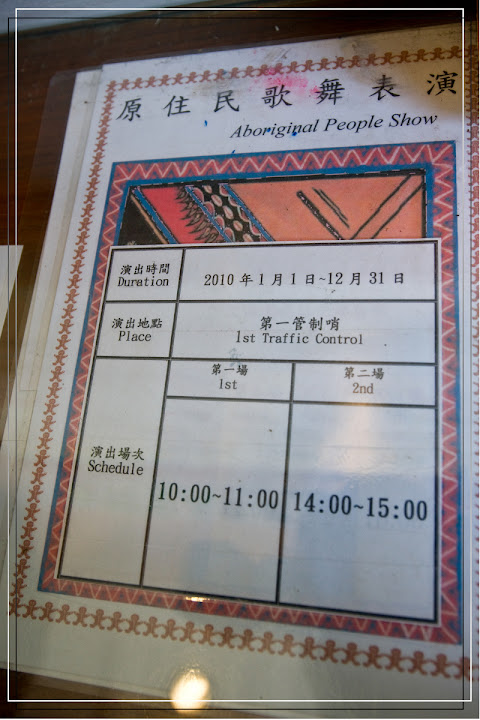 原住民歌舞表演
Aboriginal People Show
演出時間
Duration
2010 年 1 月 1 日~12 月 31 日
演出地點
Place
第一管制哨
1st Traffic Control
第一場
1st
第二場
2nd
演出場次
Schedule
10:00~11:00
14:00~15:00